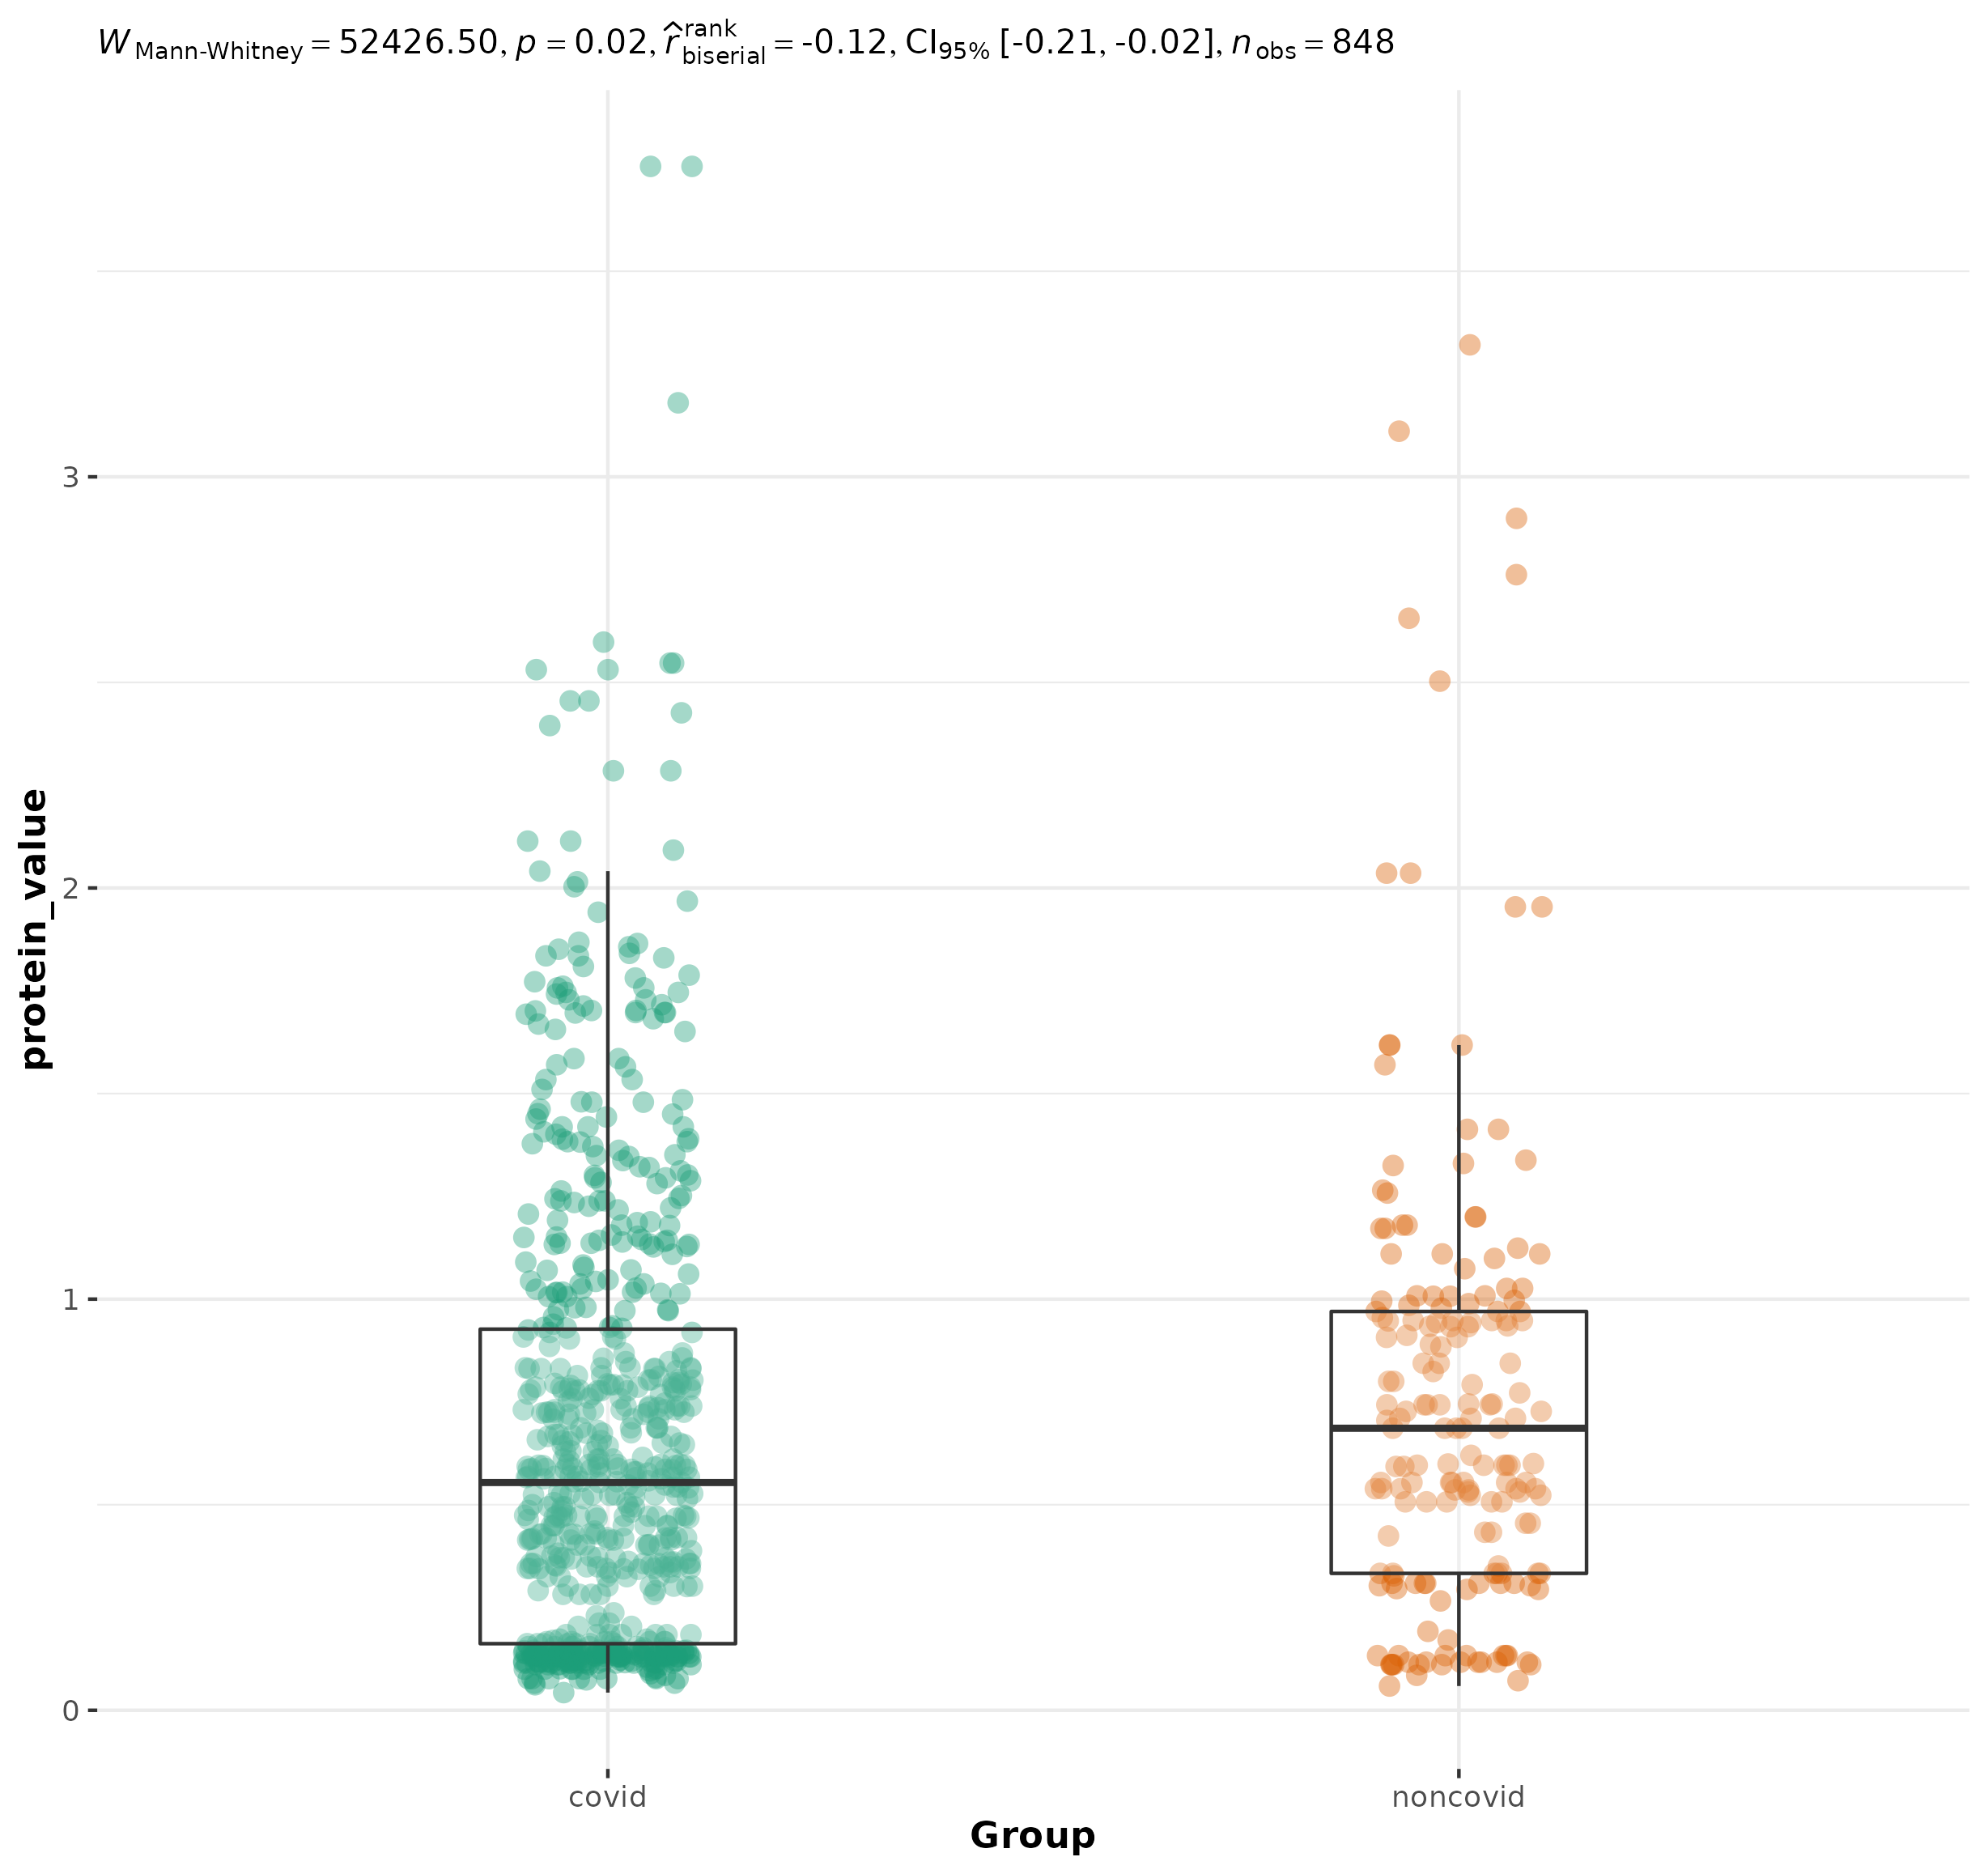 W Mann-Whitney = 52426.50, p = 0.02, r̂ rank biserial = -0.12, CI95% [-0.21, -0.02], n obs = 848
protein_value
3
2
1
0
covid noncovid
Group